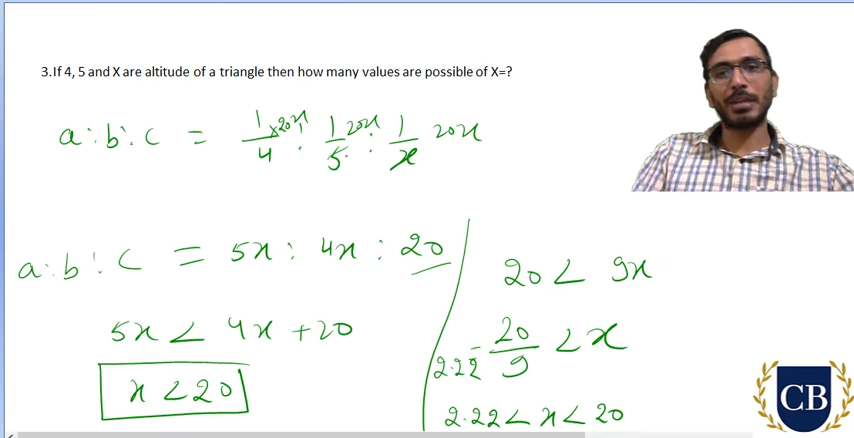 3.If 4, 5 and X are altitude of a triangle then how many values are possible of X=?
a : b : c = 1/4 ×20x : 1/5 20x : 1/x 20x
a : b : c = 5x : 4x : 20
5x < 4x + 20
x < 20
20 < 9x
2.22 = 20/9 < x
2.22 < x < 20
CB